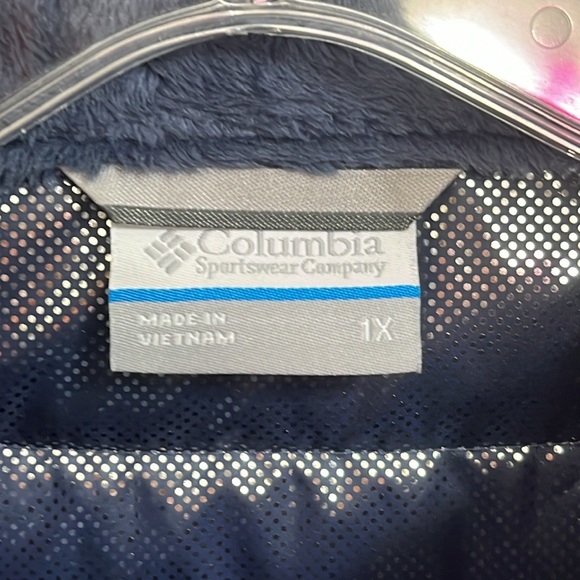 Columbia
Sportswear Company
MADE IN
VIETNAM
1X